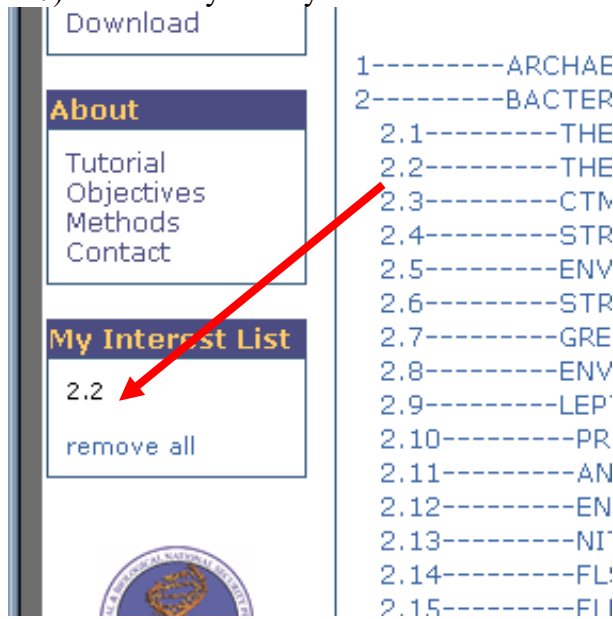 Download
About
Tutorial
Objectives
Methods
Contact
My Interest List
2.2
remove all
1---------ARCHAE
2---------BACTER
2.1---------THE
2.2---------THE
2.3---------CTM
2.4---------STR
2.5---------ENV
2.6---------STR
2.7---------GRE
2.8---------ENV
2.9---------LEPT
2.10---------PR
2.11---------AN
2.12---------EN
2.13---------NIT
2.14---------FLS